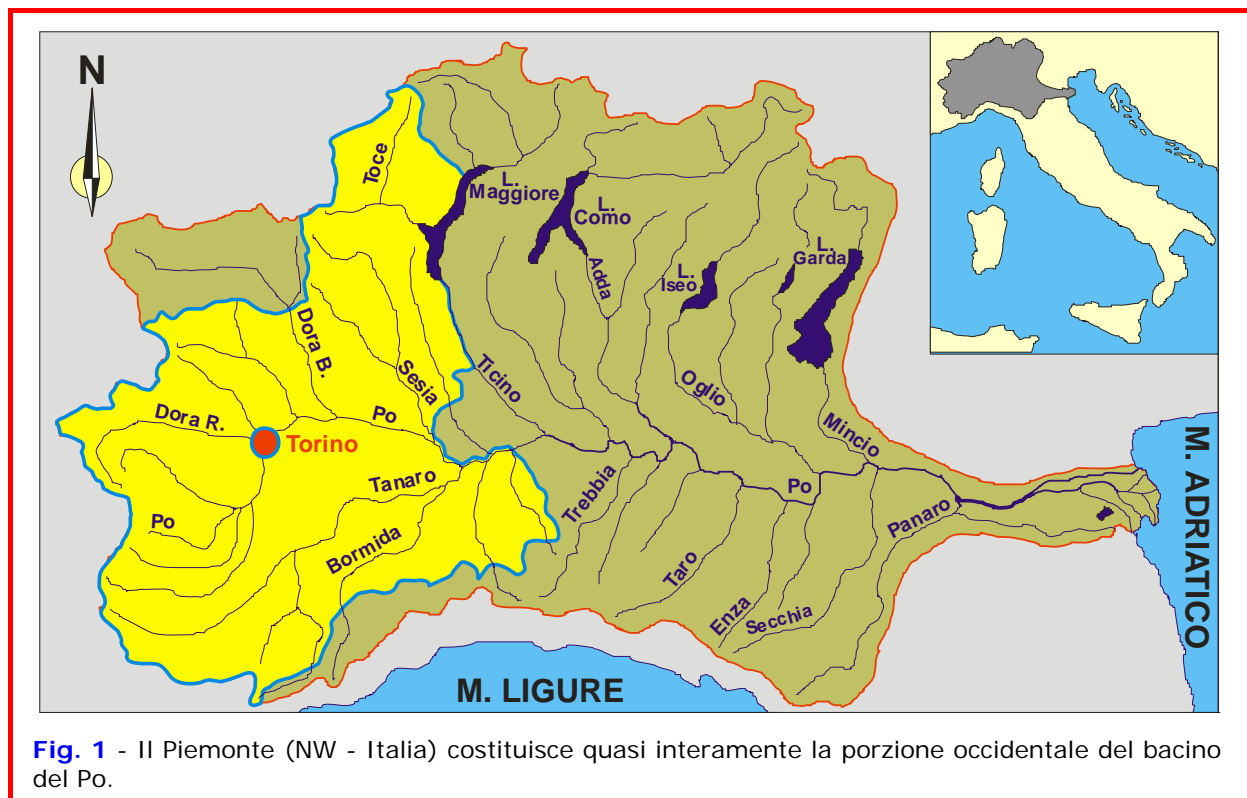 N
Toce
L.
Maggiore
L.
Como
L.
Garda
L.
Iseo
Adda
Dora B.
Sesia
Ticino
Oglio
Dora R.
Po
Torino
Mincio
Tanaro
Trebbia
Po
Po
Panaro
Bormida
Taro
Enza
Secchia
M. LIGURE
M. ADRIATICO
Fig. 1 - Il Piemonte (NW - Italia) costituisce quasi interamente la porzione occidentale del bacino
del Po.